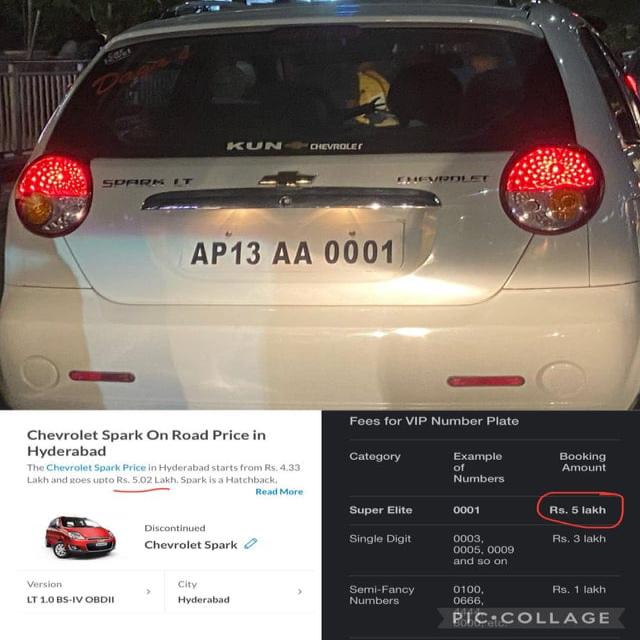 Dazzle's
KUN CHEVROLET
SPARK LT CHEVROLET
AP13 AA 0001
Chevrolet Spark On Road Price in
Hyderabad
The Chevrolet Spark Price in Hyderabad starts from Rs. 4.33
Lakh and goes upto Rs. 5.02 Lakh. Spark is a Hatchback,
Read More
Discontinued
Chevrolet Spark
Version
LT 1.0 BS-IV OBDII
City
Hyderabad
Fees for VIP Number Plate
Category
Example
of
Numbers
Booking
Amount
Super Elite 0001 Rs. 5 lakh
Single Digit 0003, Rs. 3 lakh
0005, 0009
and so on
Semi-Fancy 0100, Rs. 1 lakh
Numbers 0666,
PIC•COLLAGE